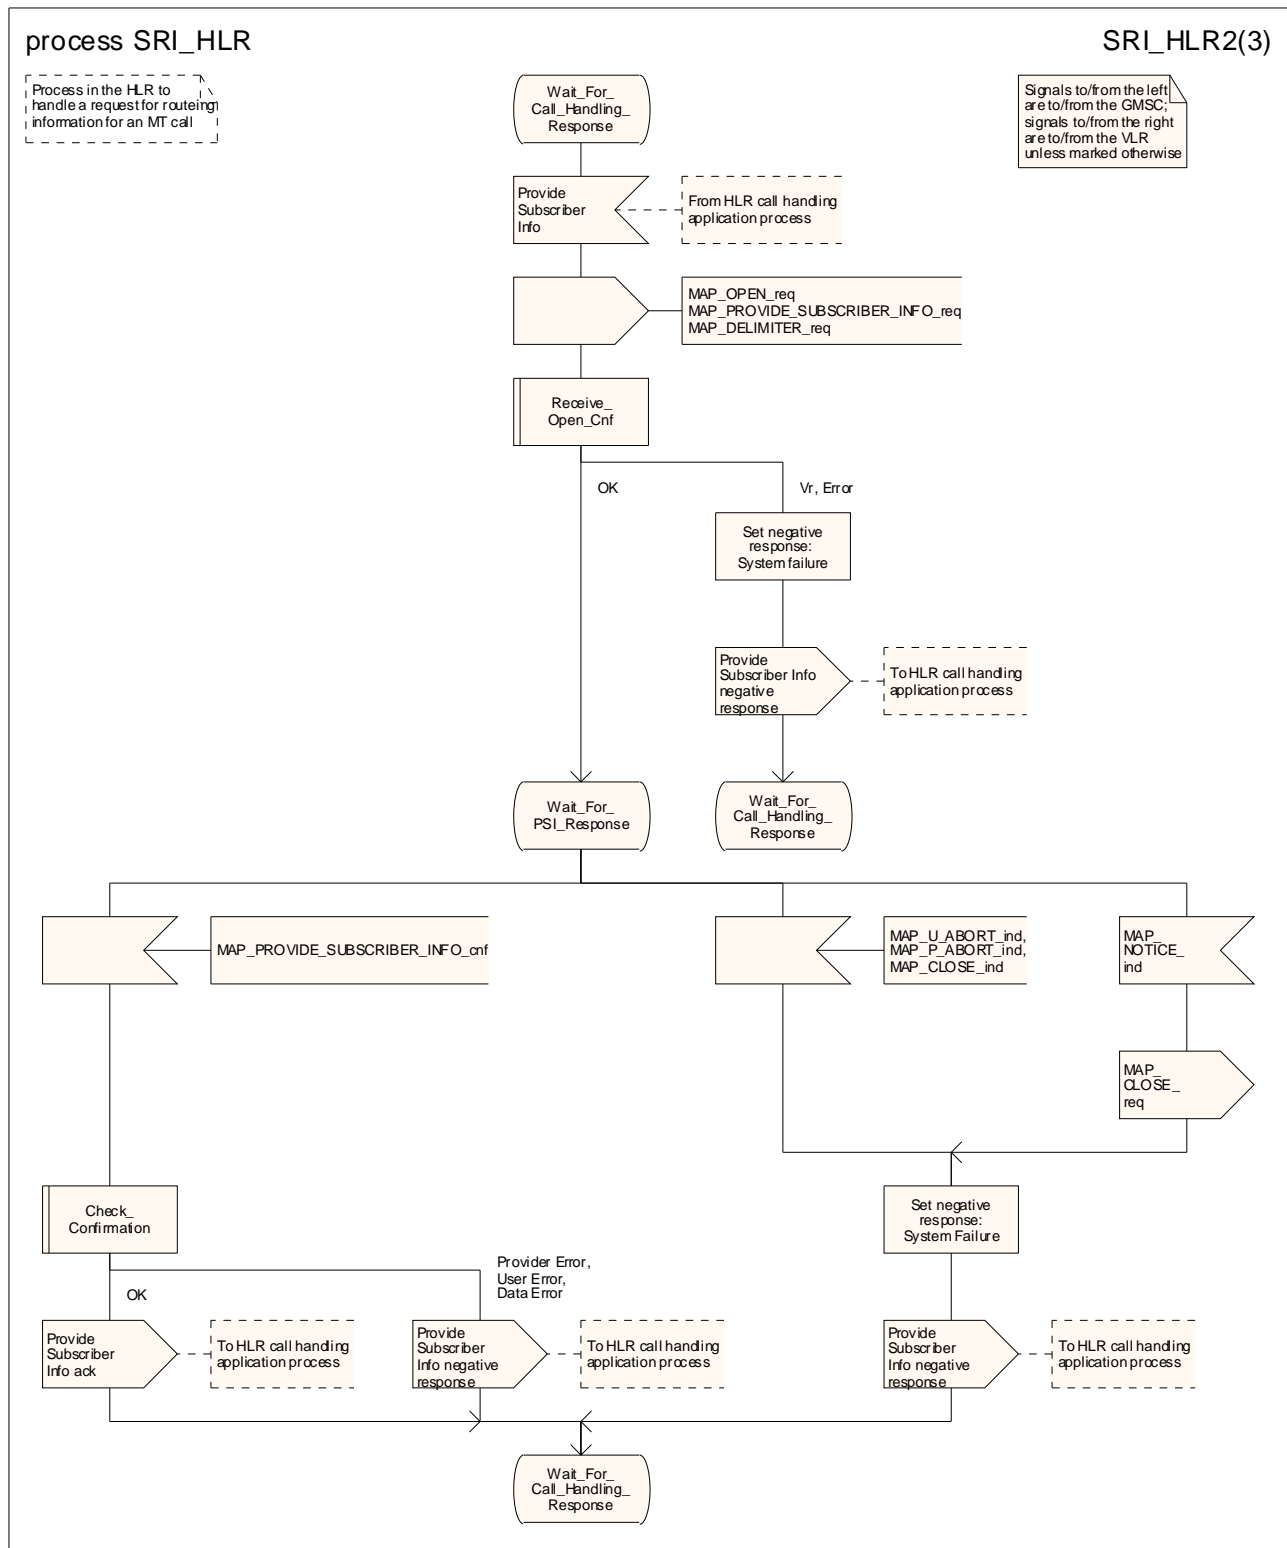 process SRI_HLR
SRI_HLR2(3)
Process in the HLR to
handle a request for routeing
information for an MT call
Wait_For_
Call_Handling_
Response
Signals to/from the left
are to/from the GMSC;
signals to/from the right
are to/from the VLR
unless marked otherwise
Provide
Subscriber
Info
From HLR call handling
application process
MAP_OPEN_req
MAP_PROVIDE_SUBSCRIBER_INFO_req
MAP_DELIMITER_req
Receive_
Open_Cnf
OK
Vr, Error
Set negative
response:
System failure
Provide
Subscriber Info
negative
response
To HLR call handling
application process
Wait_For_
PSI_Response
Wait_For_
Call_Handling_
Response
MAP_PROVIDE_SUBSCRIBER_INFO_cnf
MAP_U_ABORT_ind,
MAP_P_ABORT_ind,
MAP_CLOSE_ind
MAP_
NOTICE_
ind
MAP_
CLOSE_
req
Check_
Confirmation
Set negative
response:
System Failure
OK
Provider Error,
User Error,
Data Error
Provide
Subscriber
Info ack
To HLR call handling
application process
Provide
Subscriber
Info negative
response
To HLR call handling
application process
Provide
Subscriber
Info negative
response
To HLR call handling
application process
Wait_For_
Call_Handling_
Response